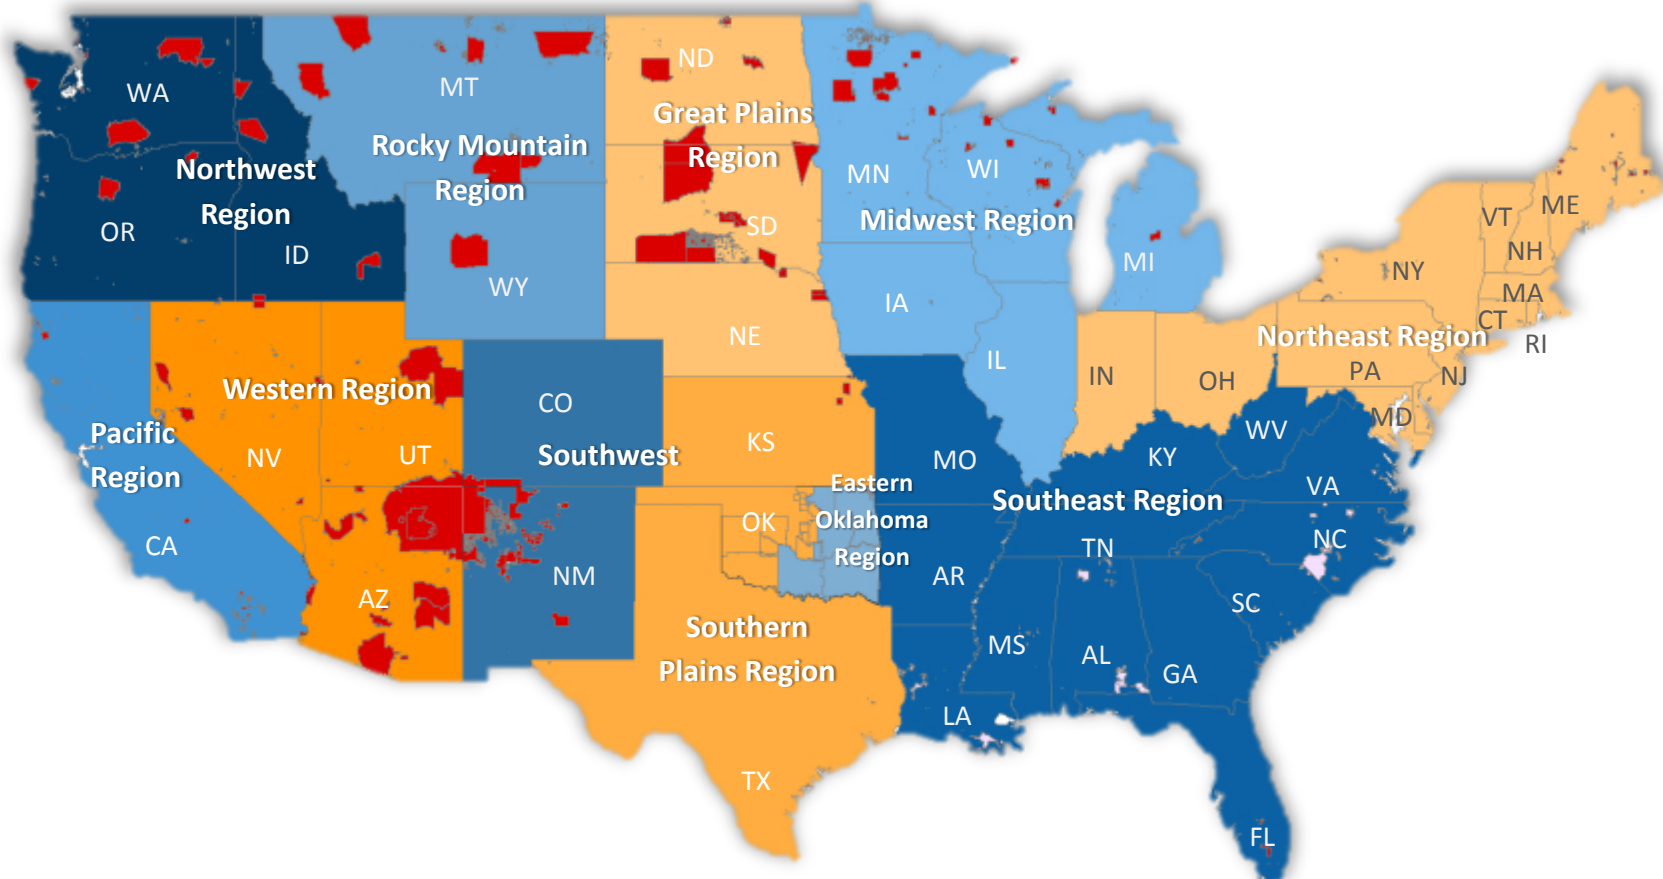 WA
MT
ND
Great Plains
Region
Rocky Mountain
Region
Northwest
Region
MN
WI
Midwest Region
OR
ID
SD
WY
MI
VT
ME
NH
NY
MA
CT
RI
IA
NE
Northeast Region
PA
NJ
IL
IN
OH
MD
Western Region
CO
Pacific
Region
NV
UT
Southwest
KS
MO
KY
WV
VA
Eastern
Oklahoma
Region
Southeast Region
OK
CA
NM
AR
TN
NC
AZ
SC
Southern
Plains Region
MS
AL
GA
LA
TX
FL